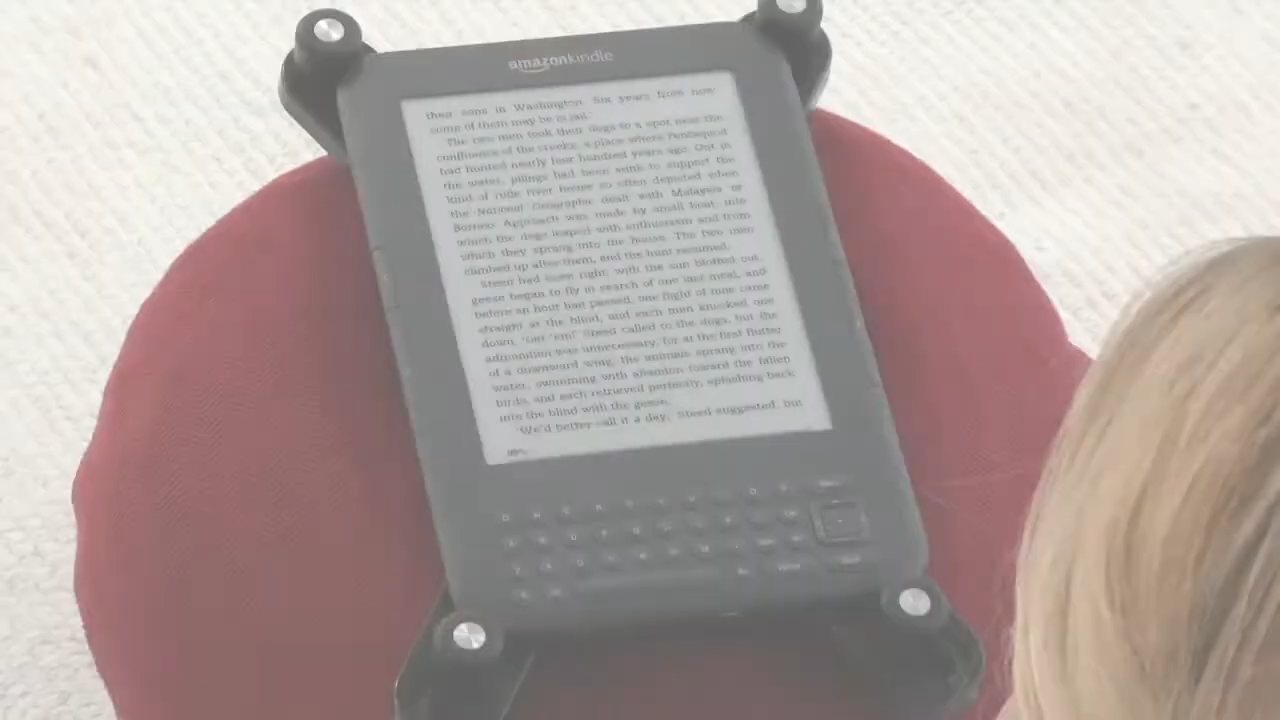 amazonkindle
their sons in Washington. Six years from now
some of them may be in jail."
The two men took their dogs to a spot near the
confluence of the creeks, a place where Pentaquod
had hunted nearly four hundred years ago. Out in
the water, pilings had been sunk to support the
kind of rude river house so often depicted when
the National Geographic dealt with Malaysia or
Borneo. Approach was made by small boat, into
which the dogs leaped with enthusiasm and from
which they sprang into the house. The two men
climbed up after them, and the hunt resumed.
Steed had been right; with the sun blotted out,
geese began to fly in search of one last meal, and
before an hour had passed, one flight of nine came
straight at the blind, and each man knocked one
down. "Get 'em!" Steed called to the dogs, but the
admonition was unnecessary, for at the first flutter
of a downward wing, the animals sprang into the
water, swimming with abandon toward the fallen
birds, and each retrieved perfectly, splashing back
into the blind with the geese.
"We'd better call it a day," Steed suggested, but